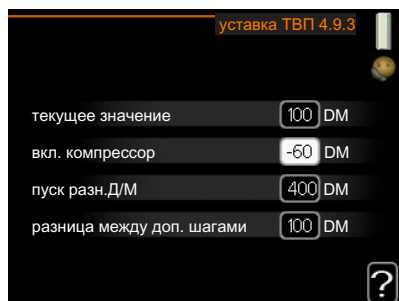 уставка ТВП 4.9.3
текущее значение 100 DM
вкл. компрессор -60 DM
пуск разн.Д/М 400 DM
разница между доп. шагами 100 DM
?